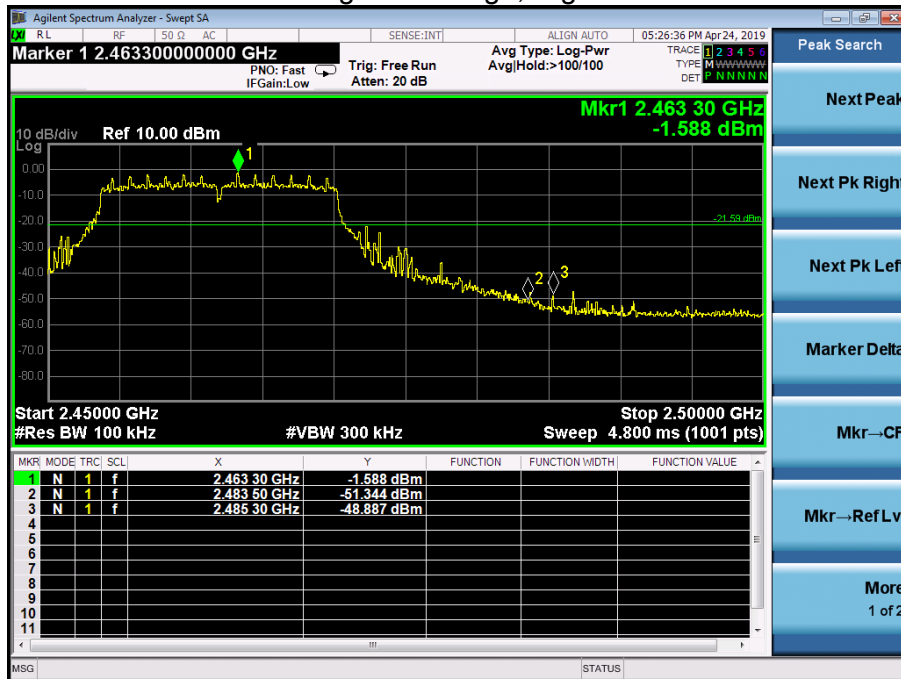 Agilent Spectrum Analyzer - Swept SA
LXI RL RF 50 Ω AC SENSE:INT ALIGN AUTO 05:26:36 PM Apr 24, 2019
Marker 1 2.463300000000 GHz
PNO: Fast
IFGain:Low
Trig: Free Run
Atten: 20 dB
Avg Type: Log-Pwr
Avg|Hold:>100/100
TRACE 1 2 3 4 5 6
TYPE M WWWWW
DET P N N N N N
Peak Search
Next Peak
Next Pk Right
Next Pk Left
Marker Delta
Mkr→CF
Mkr→Ref Lv
More
1 of 2
Mkr1 2.463 30 GHz
-1.588 dBm
10 dB/div Ref 10.00 dBm
Log
1
0.00
-10.0
-20.0
-21.59 dBm
-30.0
-40.0
2 3
-50.0
-60.0
-70.0
-80.0
Start 2.45000 GHz Stop 2.50000 GHz
#Res BW 100 kHz #VBW 300 kHz Sweep 4.800 ms (1001 pts)
MKR MODE TRC SCL X Y FUNCTION FUNCTION WIDTH FUNCTION VALUE
1 N 1 f 2.463 30 GHz -1.588 dBm
2 N 1 f 2.483 50 GHz -51.344 dBm
3 N 1 f 2.485 30 GHz -48.887 dBm
4
5
6
7
8
9
10
11
MSG STATUS